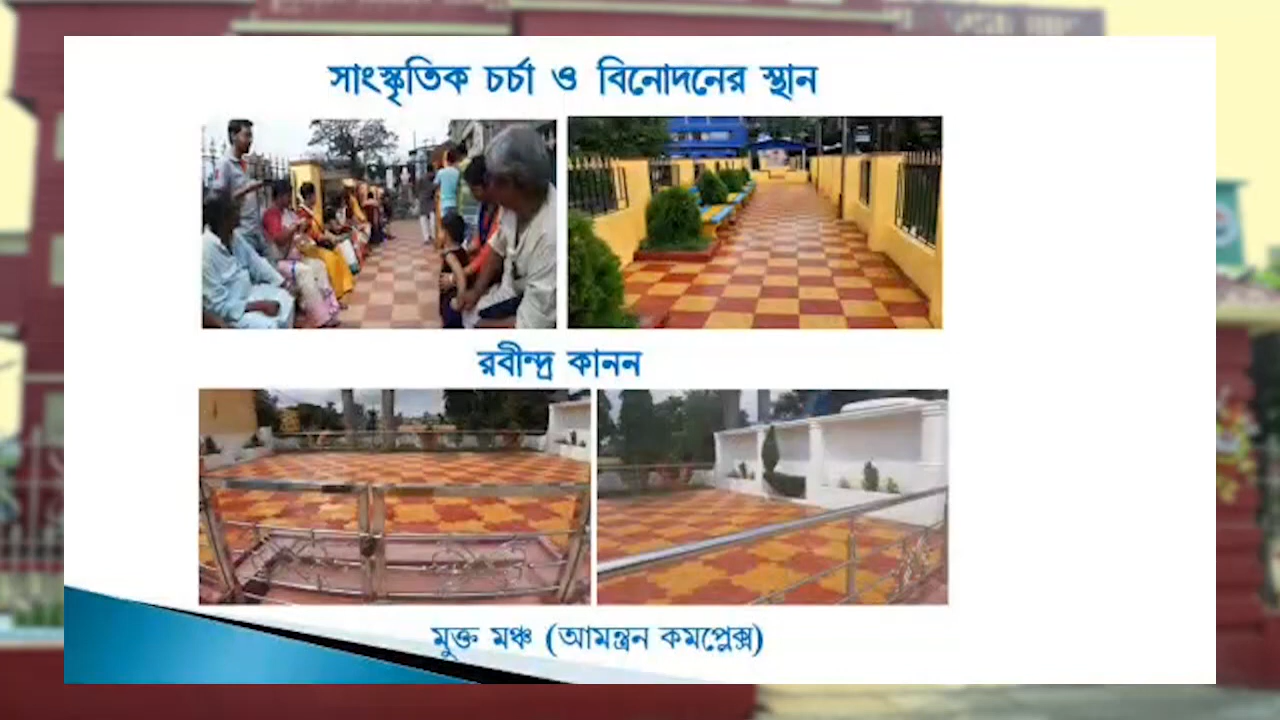 সাংস্কৃতিক চর্চা ও বিনোদনের স্থান
রবীন্দ্র কানন
মুক্ত মঞ্চ (আমন্ত্রন কমপ্লেক্স)